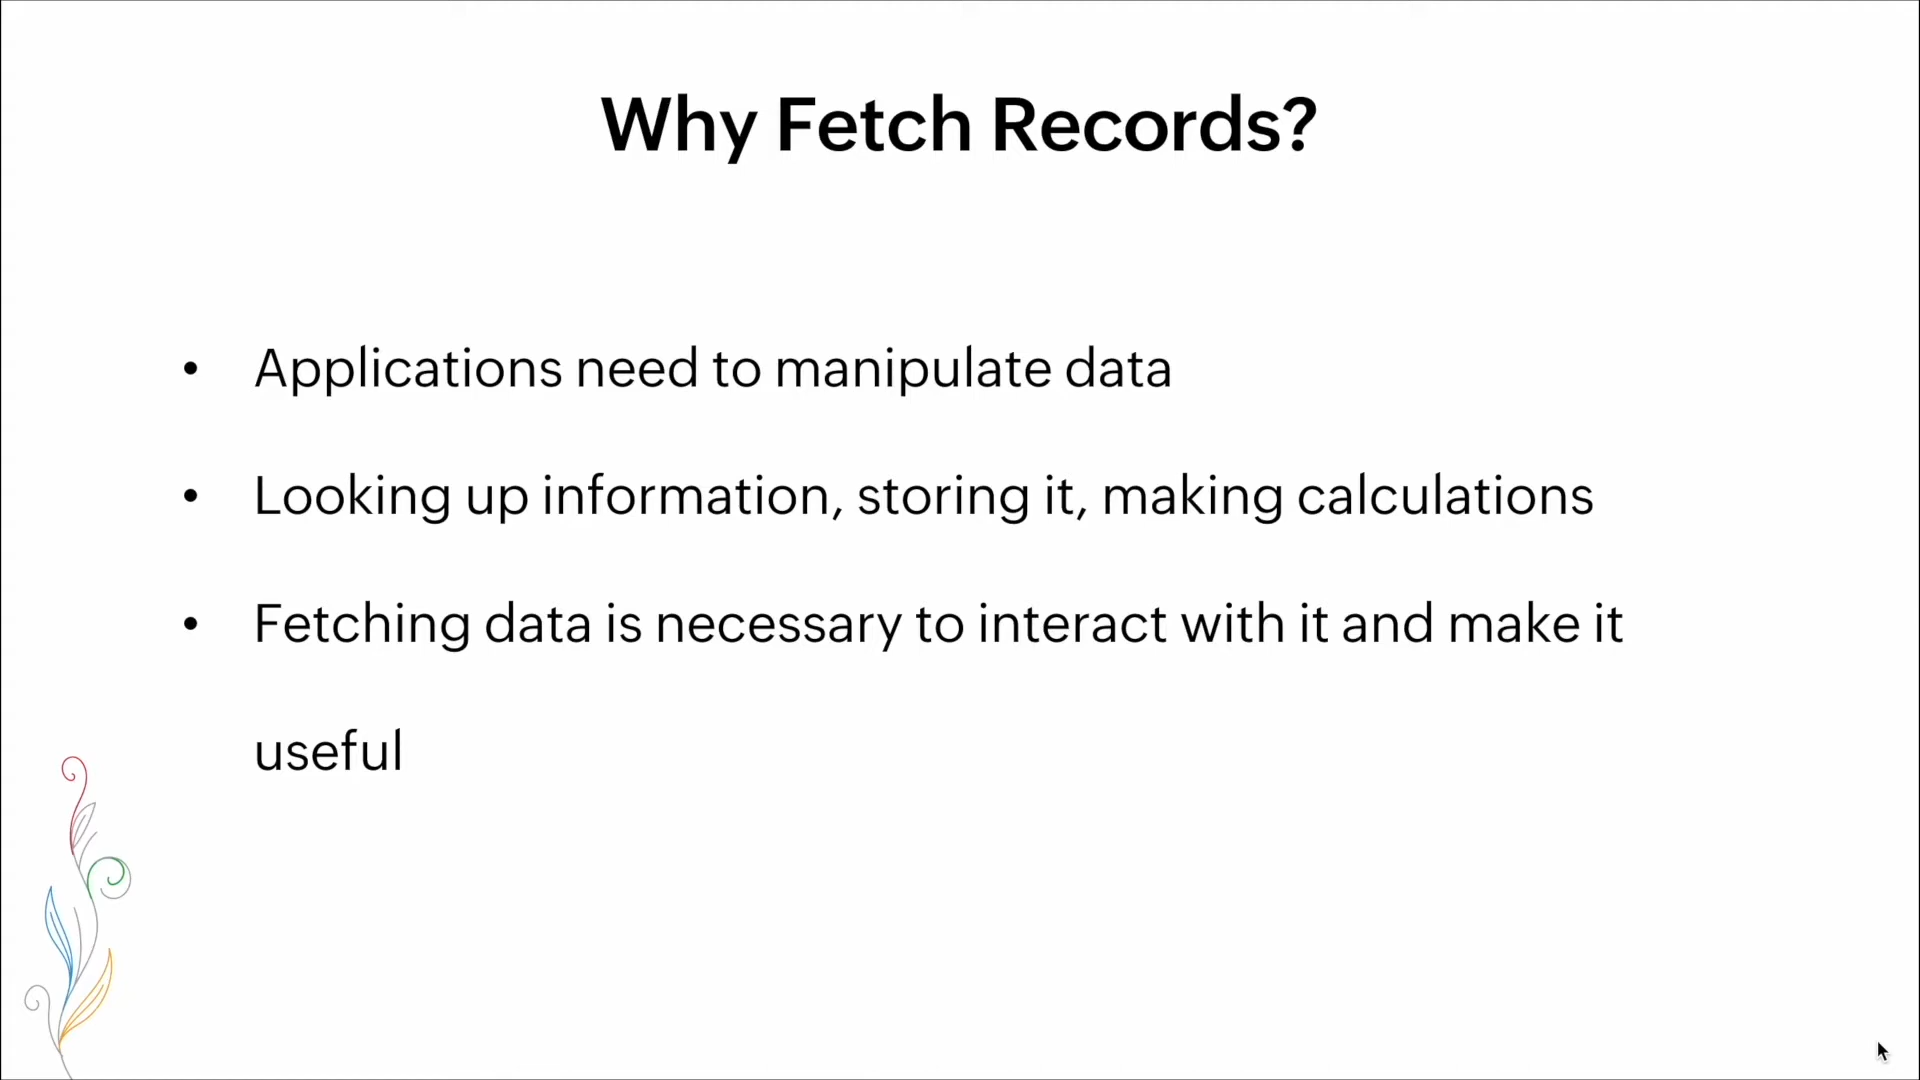 Why Fetch Records?
• Applications need to manipulate data
• Looking up information, storing it, making calculations
• Fetching data is necessary to interact with it and make it
useful